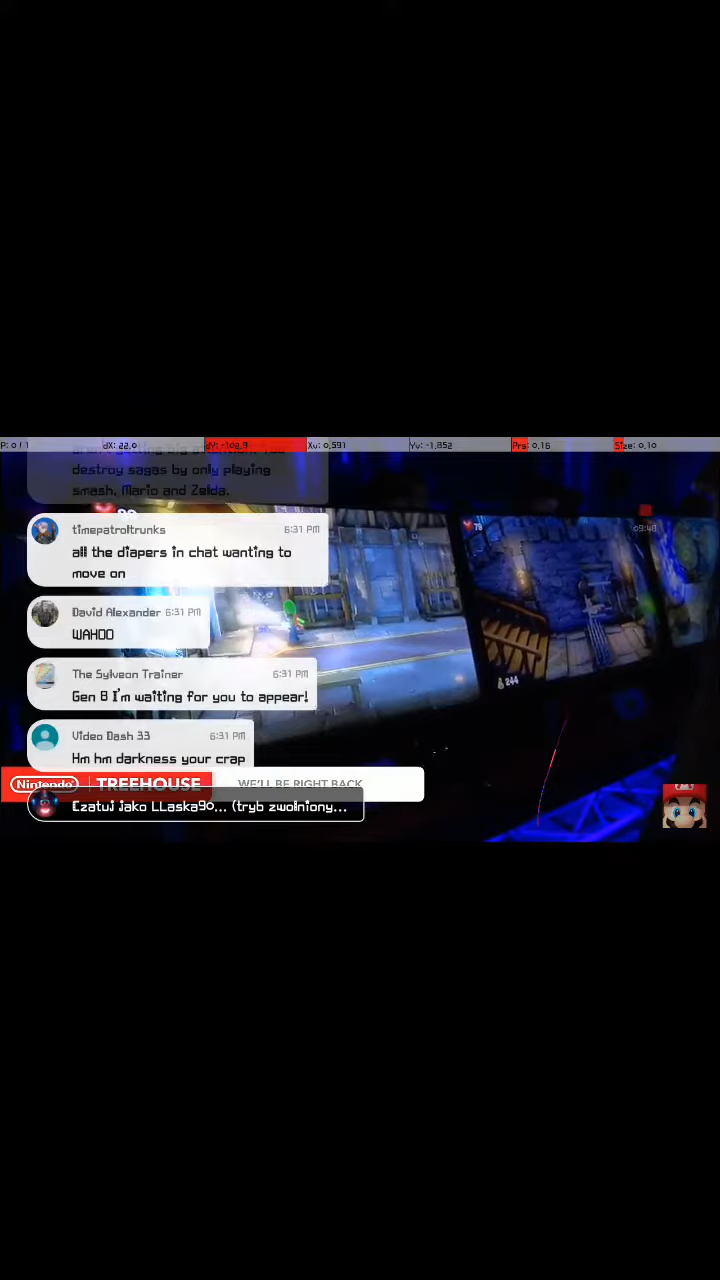 P: 0 / 1 dX: 22.0 dY: -102.9 Xv: 0.591 Yv: -1.852 Prs: 0.16 Size: 0.10
destroy sagas by only playing
smash, Mario and Zelda.
timepatroltrunks 6:31 PM
all the diapers in chat wanting to
move on
David Alexander 6:31 PM
WAHOO
The Sylveon Trainer 6:31 PM
Gen 8 I'm waiting for you to appear!
Video Dash 33 6:31 PM
Hm hm darkness your crap
Nintendo TREEHOUSE WE'LL BE RIGHT BACK
Czatuj jako LLaska90... (tryb zwolniony...
78
09:48
244
M